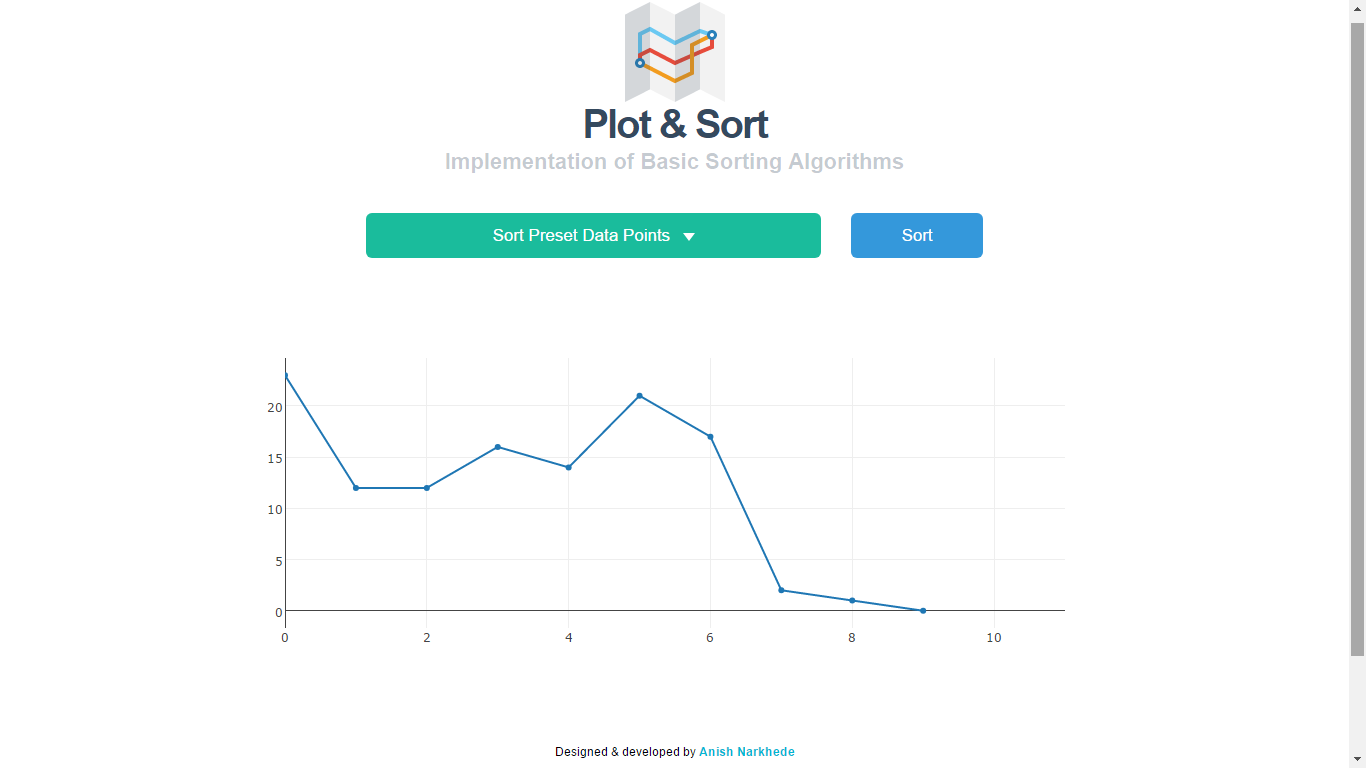 Plot & Sort
Implementation of Basic Sorting Algorithms
Sort Preset Data Points
Sort
20
15
10
5
0
0 2 4 6 8 10
Designed & developed by Anish Narkhede